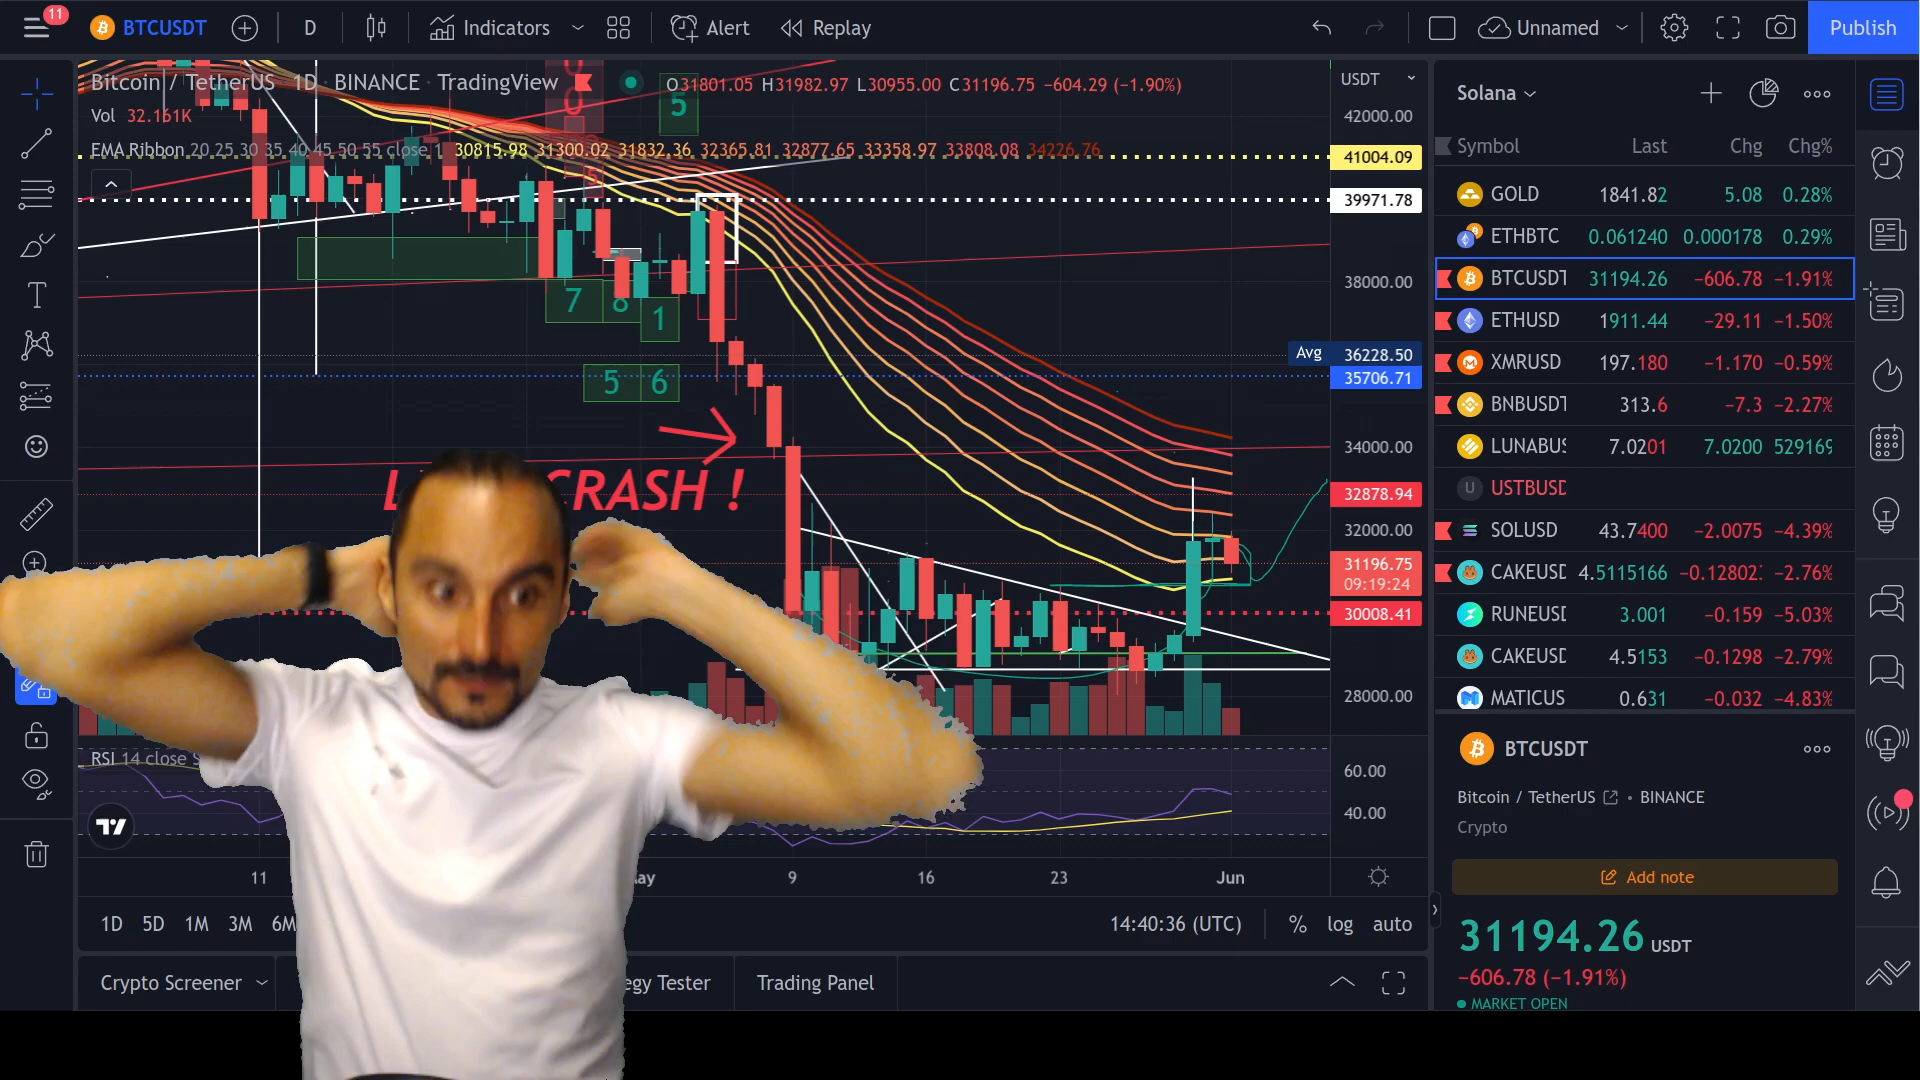 11 BTCUSDT D Indicators Alert Replay Unnamed Publish
Bitcoin / TetherUS 1D BINANCE TradingView O31801.05 H31982.97 L30955.00 C31196.75 −604.29 (−1.90%)
Vol 32.161K
EMA Ribbon 20 25 30 35 40 45 50 55 close 1 30815.98 31300.02 31832.36 32365.81 32877.65 33358.97 33808.08 34226.76
0
0
5
5
7 8 1
5 6
CRASH !
USDT
42000.00
41004.09
39971.78
38000.00
Avg 36228.50
35706.71
34000.00
32878.94
32000.00
31196.75
09:19:24
30008.41
28000.00
RSI 14 close S
60.00
40.00
11 ay 9 16 23 Jun
1D 5D 1M 3M 6M 14:40:36 (UTC) % log auto
Crypto Screener egy Tester Trading Panel
Solana
Symbol Last Chg Chg%
GOLD 1841.82 5.08 0.28%
ETHBTC 0.061240 0.000178 0.29%
BTCUSDT 31194.26 −606.78 −1.91%
ETHUSD 1911.44 −29.11 −1.50%
XMRUSD 197.180 −1.170 −0.59%
BNBUSDT 313.6 −7.3 −2.27%
LUNABUS 7.0201 7.0200 529169
U USTBUSD
SOLUSD 43.7400 −2.0075 −4.39%
CAKEUSD 4.5115166 −0.12802 −2.76%
RUNEUSD 3.001 −0.159 −5.03%
CAKEUSD 4.5153 −0.1298 −2.79%
MATICUS 0.631 −0.032 −4.83%
BTCUSDT
Bitcoin / TetherUS • BINANCE
Crypto
Add note
31194.26 USDT
−606.78 (−1.91%)
MARKET OPEN